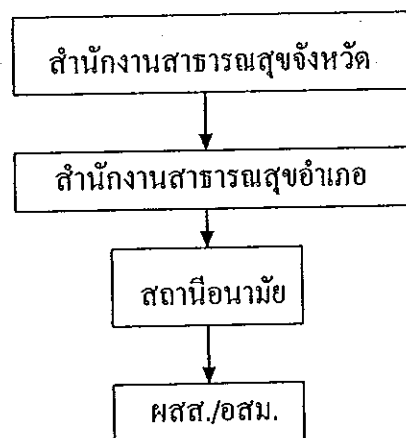 สำนักงานสาธารณสุขจังหวัด
สำนักงานสาธารณสุขอำเภอ
สถานีอนามัย
ผสส./อสม.